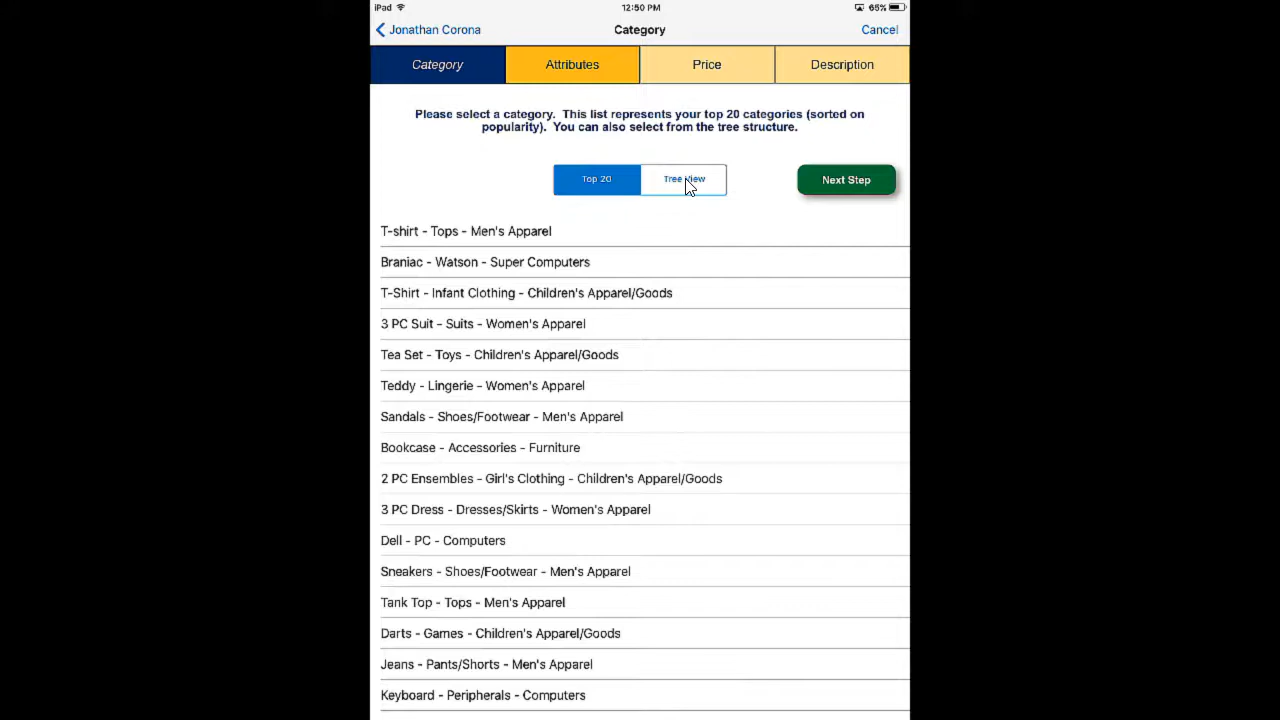 iPad 12:50 PM 65%
Jonathan Corona Category Cancel
Category Attributes Price Description
Please select a category. This list represents your top 20 categories (sorted on
popularity). You can also select from the tree structure.
Top 20 Tree View Next Step
T-shirt - Tops - Men's Apparel
Braniac - Watson - Super Computers
T-Shirt - Infant Clothing - Children's Apparel/Goods
3 PC Suit - Suits - Women's Apparel
Tea Set - Toys - Children's Apparel/Goods
Teddy - Lingerie - Women's Apparel
Sandals - Shoes/Footwear - Men's Apparel
Bookcase - Accessories - Furniture
2 PC Ensembles - Girl's Clothing - Children's Apparel/Goods
3 PC Dress - Dresses/Skirts - Women's Apparel
Dell - PC - Computers
Sneakers - Shoes/Footwear - Men's Apparel
Tank Top - Tops - Men's Apparel
Darts - Games - Children's Apparel/Goods
Jeans - Pants/Shorts - Men's Apparel
Keyboard - Peripherals - Computers